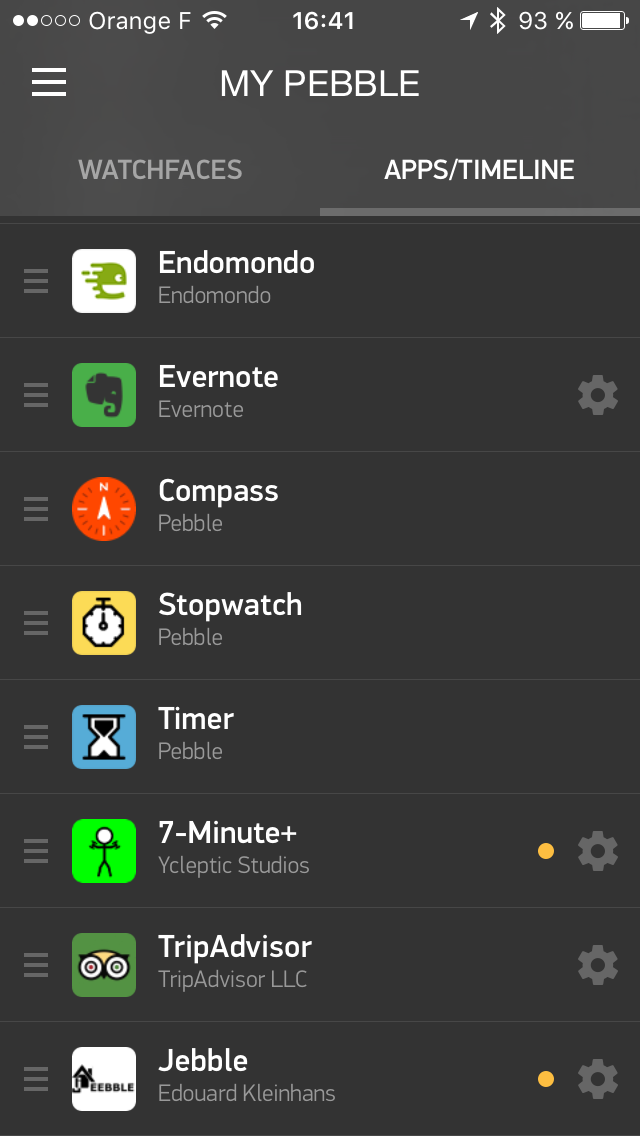 Orange F 16:41 93 %
MY PEBBLE
WATCHFACES APPS/TIMELINE
Endomondo
Endomondo
Evernote
Evernote
N
Compass
Pebble
Stopwatch
Pebble
Timer
Pebble
7-Minute+
Ycleptic Studios
TripAdvisor
TripAdvisor LLC
Jebble
JEEBBLE
Edouard Kleinhans